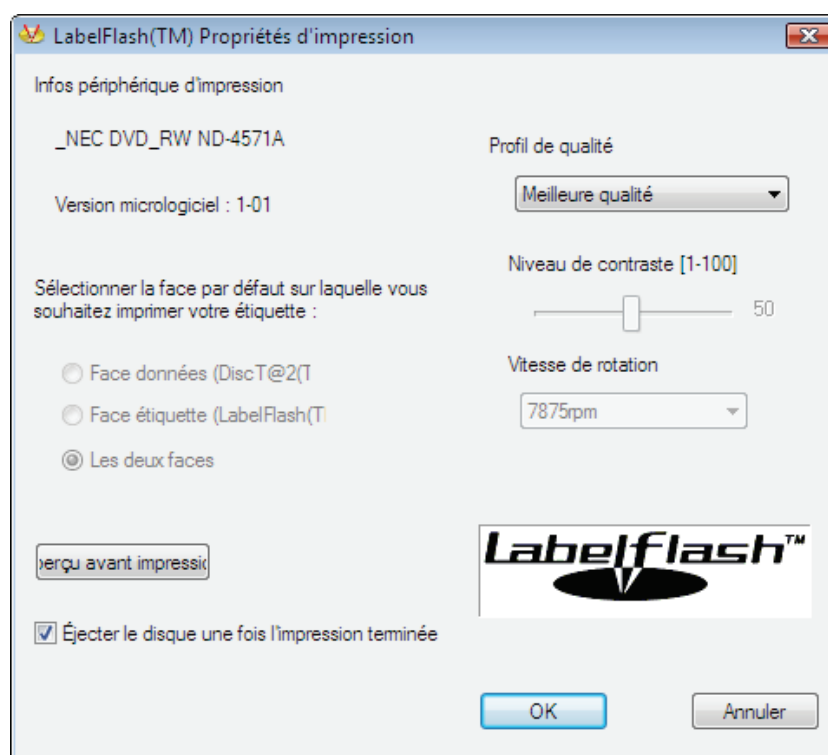 LabelFlash(TM) Propriétés d'impression
Infos périphérique d'impression
_NEC DVD_RW ND-4571A
Version micrologiciel : 1-01
Sélectionner la face par défaut sur laquelle vous
souhaitez imprimer votre étiquette :
Face données (DiscT@2(T
Face étiquette (LabelFlash(T
Les deux faces
perçu avant impressio
Éjecter le disque une fois l'impression terminée
Profil de qualité
Meilleure qualité
Niveau de contraste [1-100]
50
Vitesse de rotation
7875rpm
Labelflash™
OK
Annuler